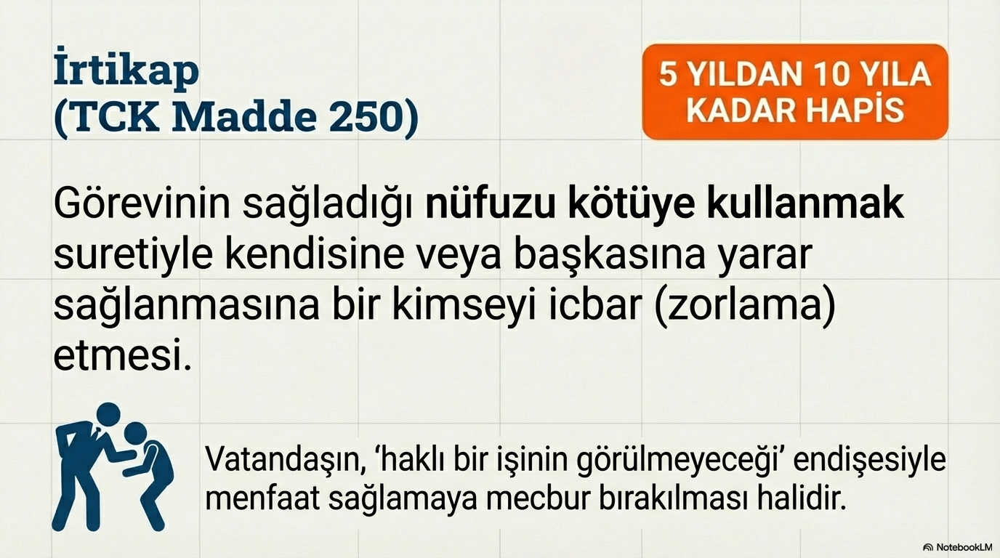 İrtikap
(TCK Madde 250)
5 YILDAN 10 YILA
KADAR HAPİS
Görevinin sağladığı nüfuzu kötüye kullanmak
suretiyle kendisine veya başkasına yarar
sağlanmasına bir kimseyi icbar (zorlama)
etmesi.
Vatandaşın, ‘haklı bir işinin görülmeyeceği’ endişesiyle
menfaat sağlamaya mecbur bırakılması halidir.
NotebookLM